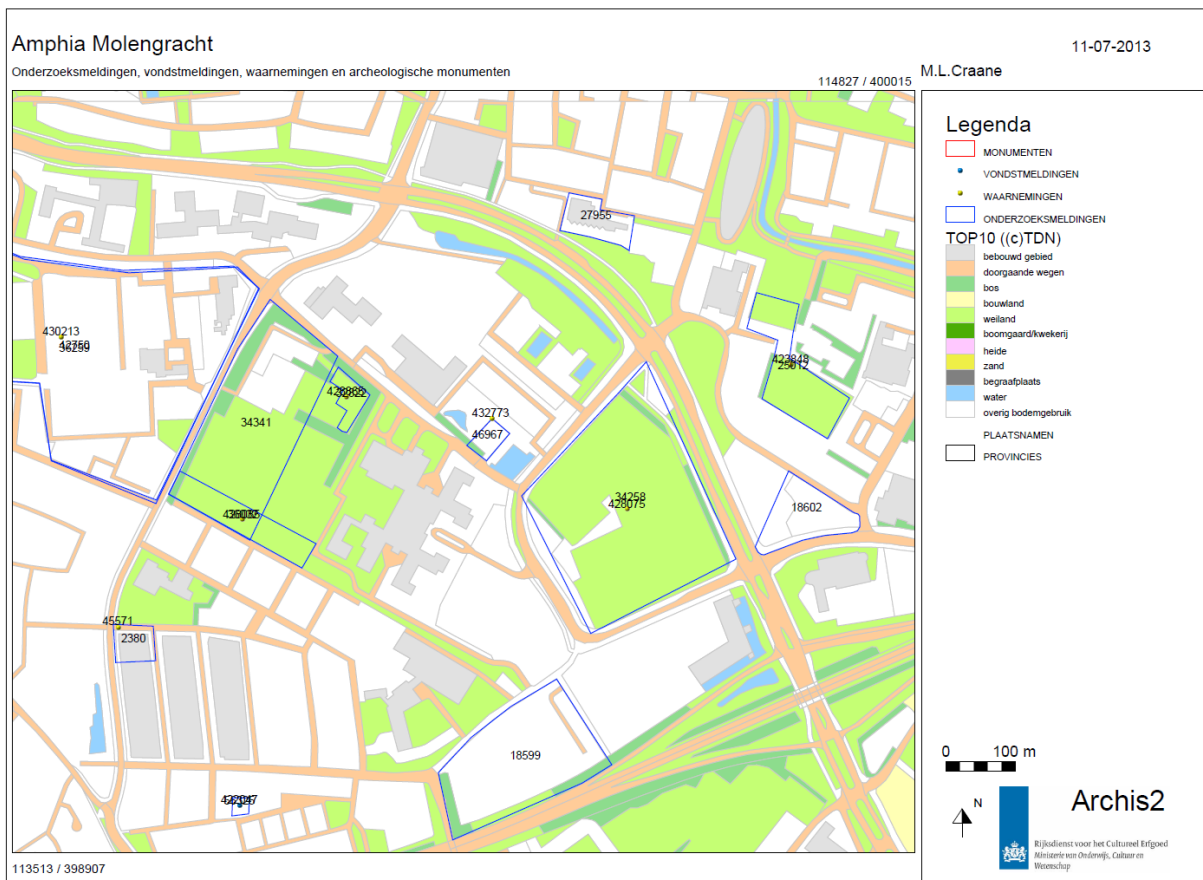 Amphia Molengracht
11-07-2013
Onderzoeksmeldingen, vondstmeldingen, waarnemingen en archeologische monumenten
114827 / 400015
M.L.Craane
27955
430213
36299
34341
432773
46967
423848
25012
34258
428075
18602
45571
2380
18599
113513 / 398907
Legenda
MONUMENTEN
VONDSTMELDINGEN
WAARNEMINGEN
ONDERZOEKSMELDINGEN
TOP10 ((c)TDN)
bebouwd gebied
doorgaande wegen
bos
bouwland
weiland
boomgaard/kwekerij
heide
zand
begraafplaats
water
overig bodemgebruik
PLAATSNAMEN
PROVINCIES
0 100 m
N
Archis2
Rijksdienst voor het Cultureel Erfgoed
Ministerie van Onderwijs, Cultuur en
Wetenschap